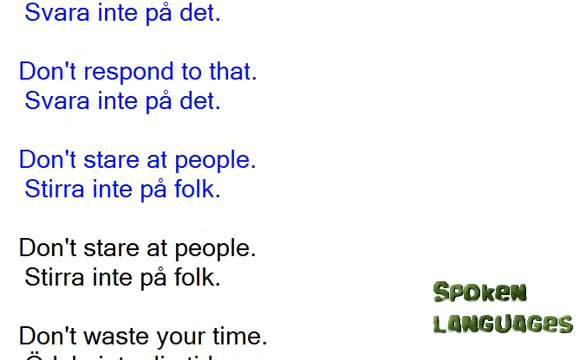 Svara inte på det.
Don't respond to that.
Svara inte på det.
Don't stare at people.
Stirra inte på folk.
Don't stare at people.
Stirra inte på folk.
Don't waste your time.
SPOKEN
LANGUAGES